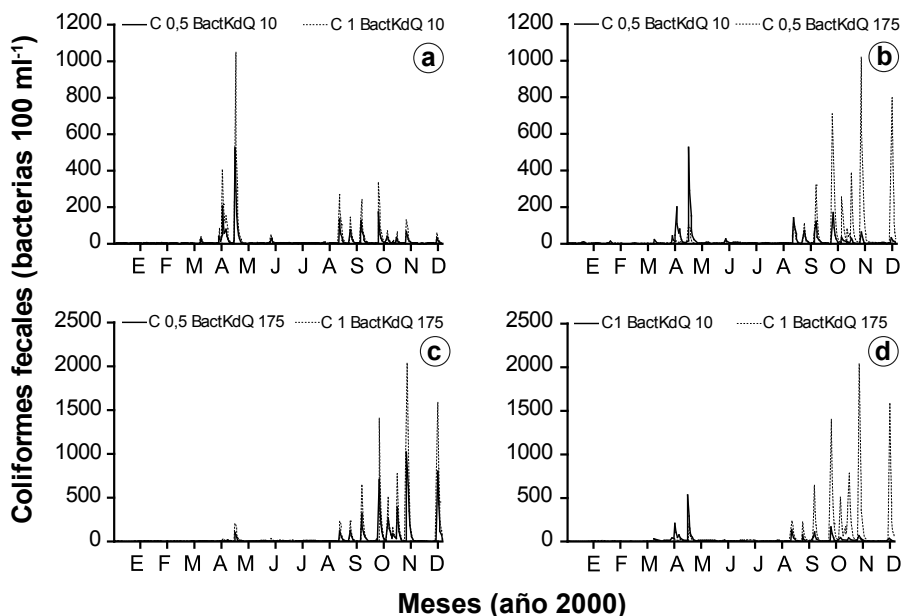 Coliformes fecales (bacterias 100 ml⁻¹)
C 0,5 BactKdQ 10 C 1 BactKdQ 10
a
1200
1000
800
600
400
200
0
E F M A M J J A S O N D
C 0,5 BactKdQ 10 C 0,5 BactKdQ 175
b
1200
1000
800
600
400
200
0
E F M A M J J A S O N D
C 0,5 BactKdQ 175 C 1 BactKdQ 175
c
2500
2000
1500
1000
500
0
E F M A M J J A S O N D
C1 BactKdQ 10 C 1 BactKdQ 175
d
2500
2000
1500
1000
500
0
E F M A M J J A S O N D
Meses (año 2000)